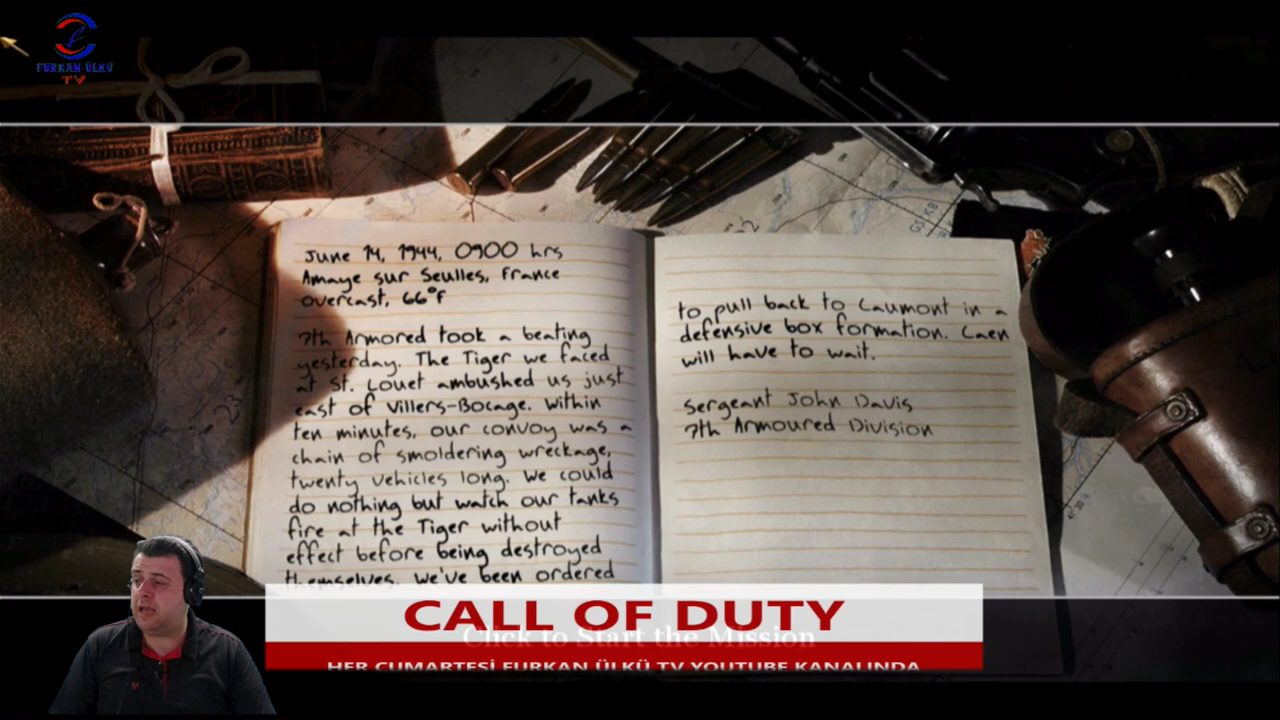 FURKAN ÜLKÜ
TV
June 14, 1944, 0900 hrs
Amaye sur Seulles, France
overcast, 66°F
7th Armored took a beating
yesterday. The Tiger we faced
at St. Louet ambushed us just
east of Villers-Bocage. Within
ten minutes, our convoy was a
chain of smoldering wreckage,
twenty vehicles long. We could
do nothing but watch our tanks
fire at the Tiger without
effect before being destroyed
themselves. We've been ordered
to pull back to Caumont in a
defensive box formation. Caen
will have to wait.
Sergeant John Davis
7th Armoured Division
CALL OF DUTY
Click to Start the Mission
HER CUMARTESİ FURKAN ÜLKÜ TV YOUTUBE KANALINDA